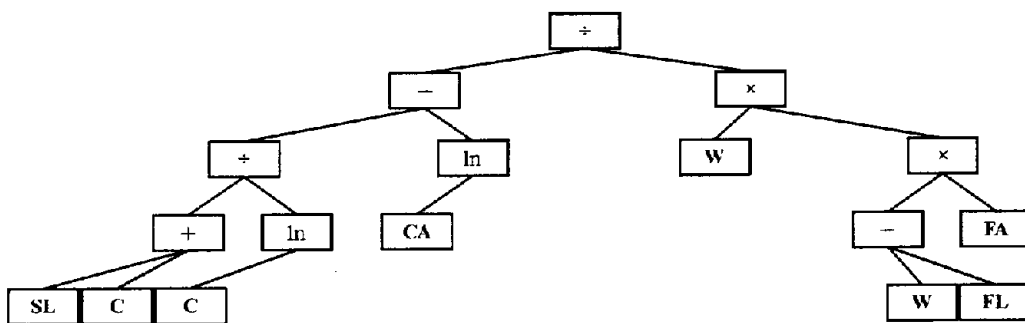 ÷
− ×
÷ ln W ×
+ ln CA − FA
SL C C W FL